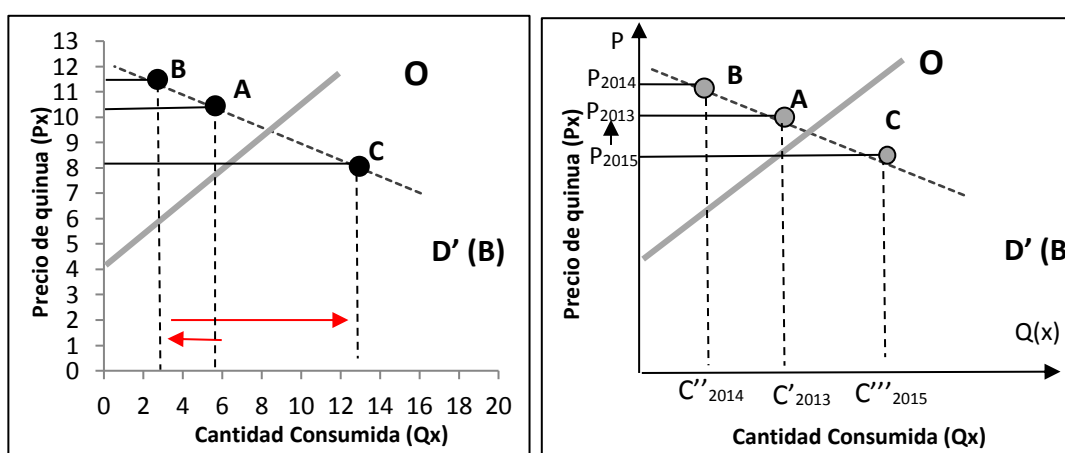 Precio de quinua (Px)
13
12
11
10
9
8
7
6
5
4
3
2
1
0
B
A
O
C
D' (B)
0 2 4 6 8 10 12 14 16 18 20
Cantidad Consumida (Qx)
Precio de quinua (Px)
P
P2014
P2013
P2015
B
A
O
C
D' (B
Q(x)
C''2014 C'2013 C''''2015
Cantidad Consumida (Qx)